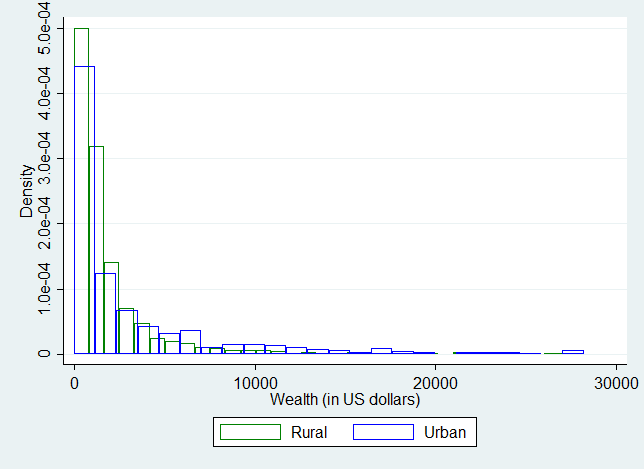 5.0e-04
4.0e-04
3.0e-04
2.0e-04
1.0e-04
0
Density
0 10000 20000 30000
Wealth (in US dollars)
Rural Urban